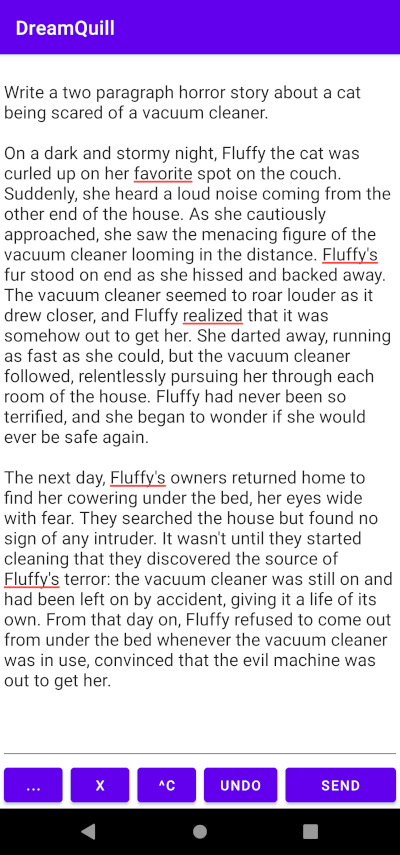 DreamQuill
Write a two paragraph horror story about a cat
being scared of a vacuum cleaner.
On a dark and stormy night, Fluffy the cat was
curled up on her favorite spot on the couch.
Suddenly, she heard a loud noise coming from the
other end of the house. As she cautiously
approached, she saw the menacing figure of the
vacuum cleaner looming in the distance. Fluffy's
fur stood on end as she hissed and backed away.
The vacuum cleaner seemed to roar louder as it
drew closer, and Fluffy realized that it was
somehow out to get her. She darted away, running
as fast as she could, but the vacuum cleaner
followed, relentlessly pursuing her through each
room of the house. Fluffy had never been so
terrified, and she began to wonder if she would
ever be safe again.
The next day, Fluffy's owners returned home to
find her cowering under the bed, her eyes wide
with fear. They searched the house but found no
sign of any intruder. It wasn't until they started
cleaning that they discovered the source of
Fluffy's terror: the vacuum cleaner was still on and
had been left on by accident, giving it a life of its
own. From that day on, Fluffy refused to come out
from under the bed whenever the vacuum cleaner
was in use, convinced that the evil machine was
out to get her.
... X ^C UNDO SEND